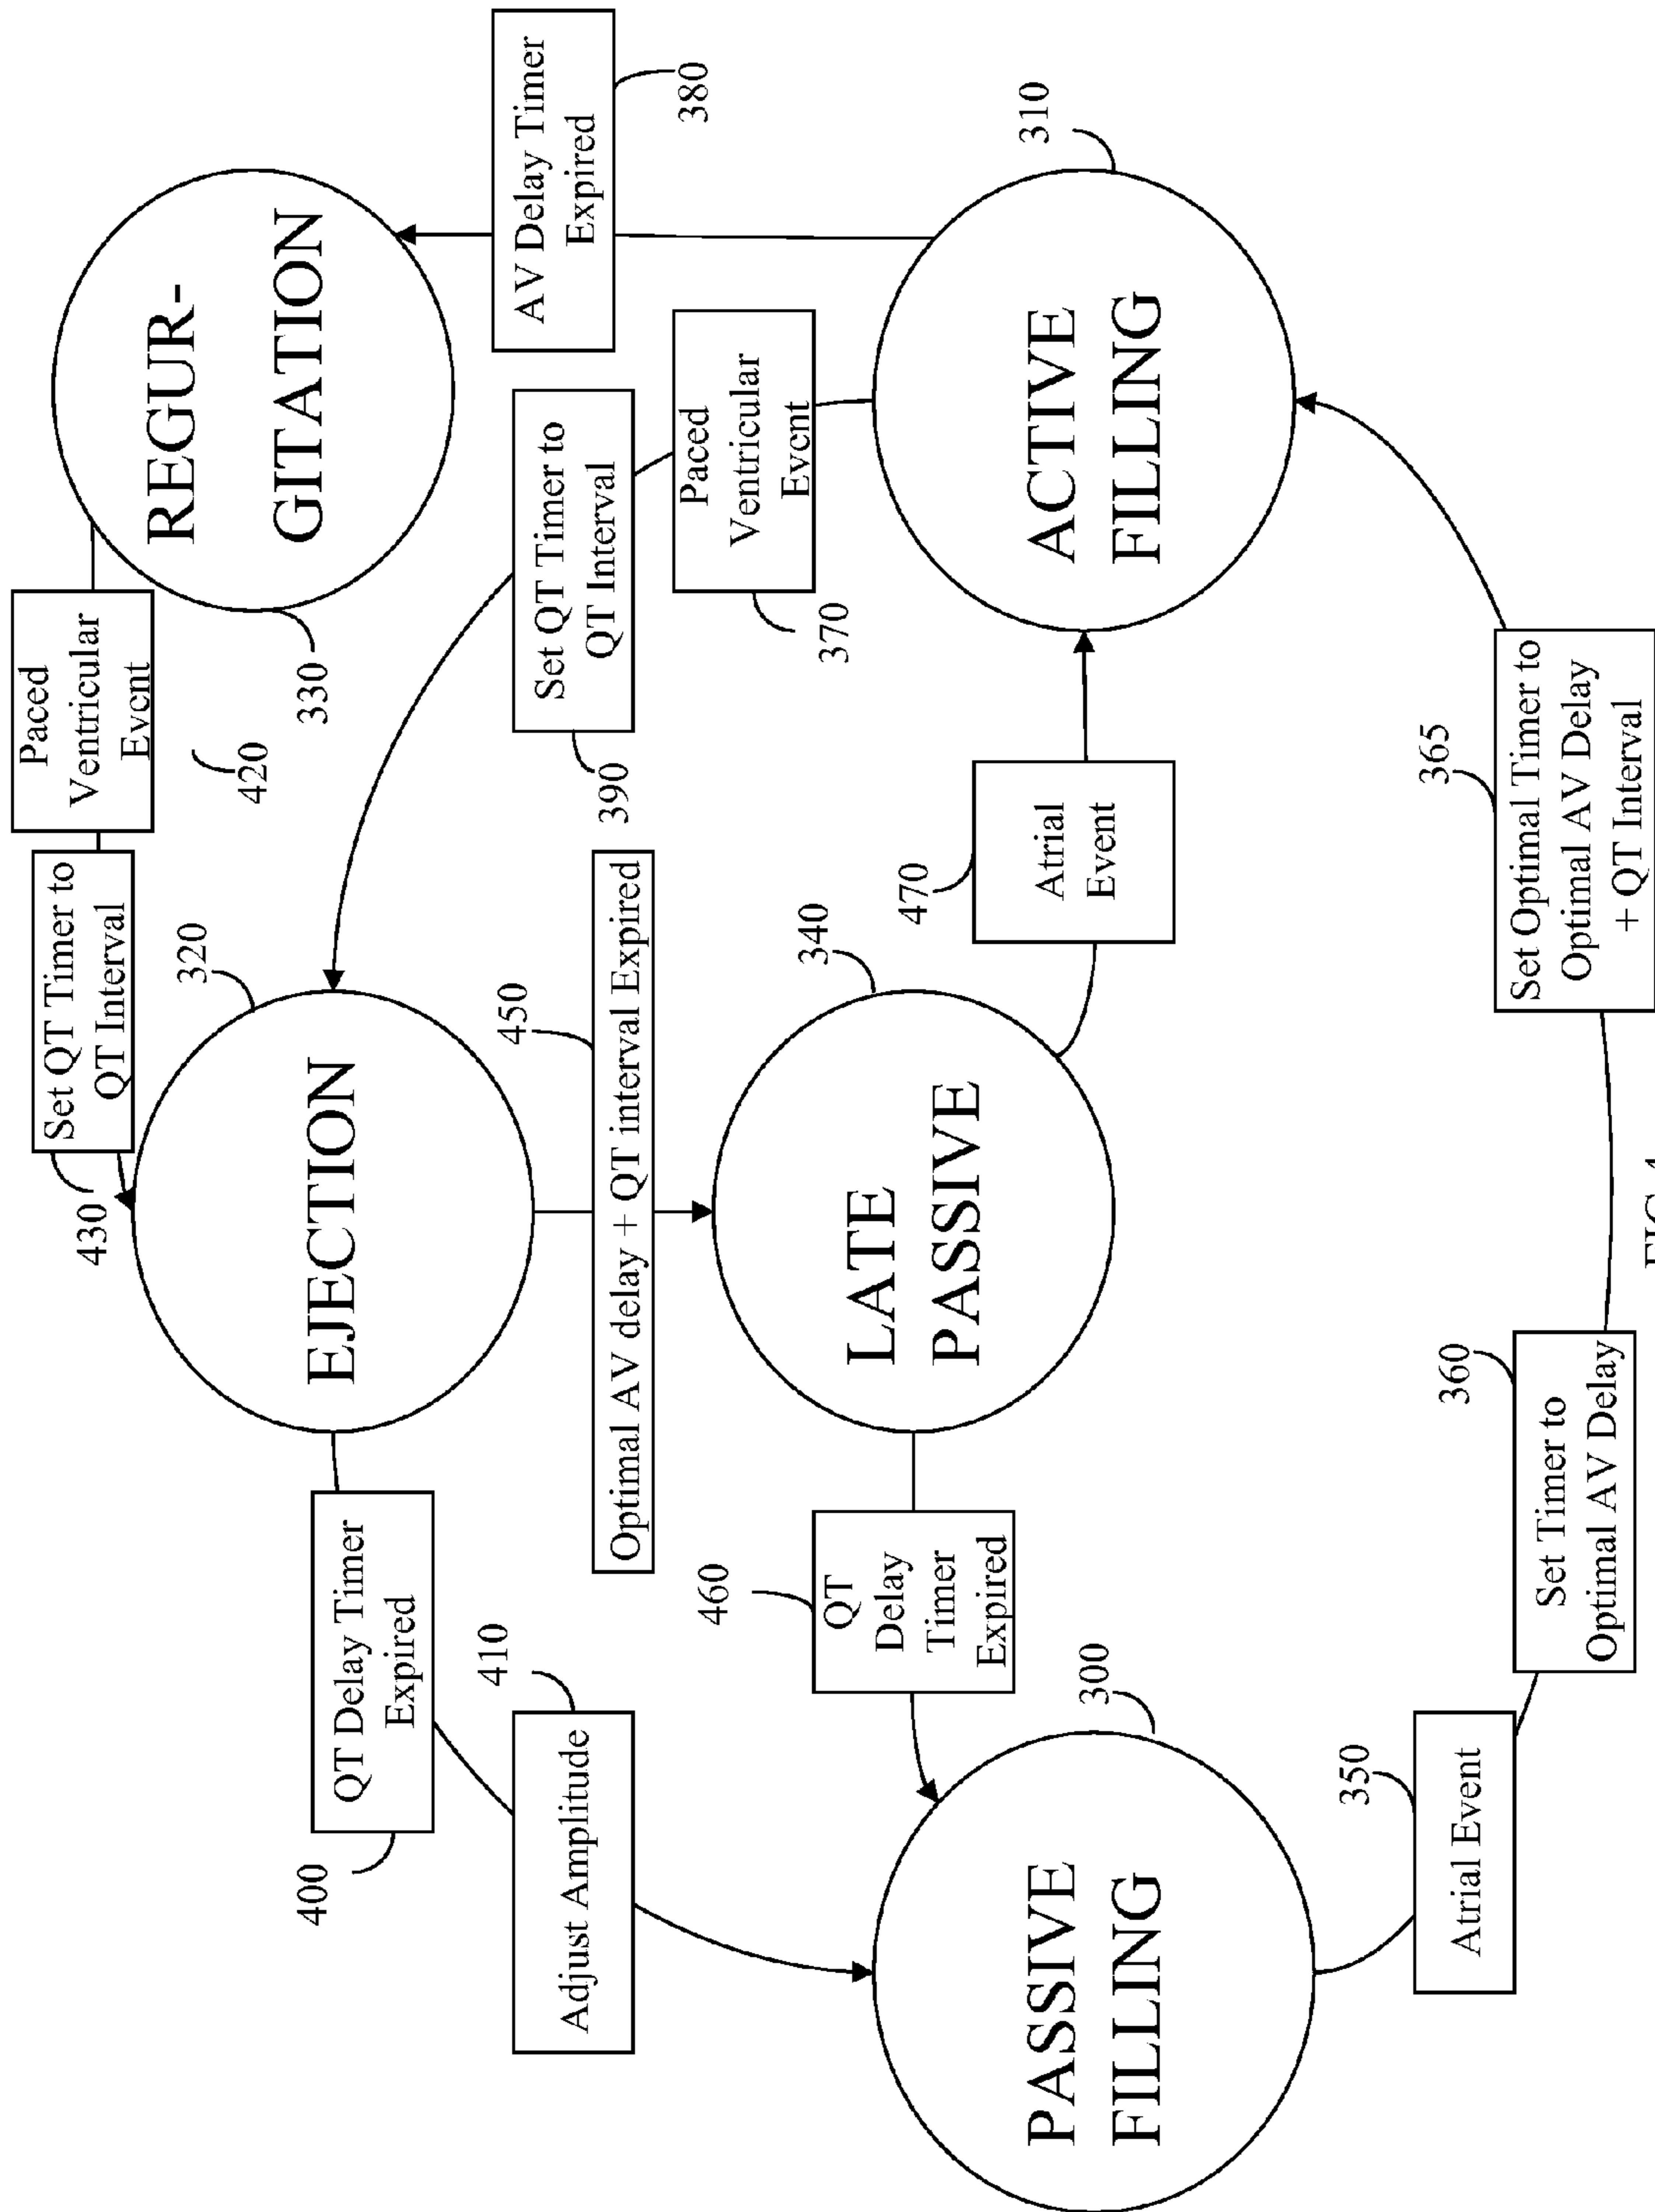 Set QT Timer to
QT Interval
430
Paced
Ventricular
Event
420
REGUR-
GITATION
330
QT Delay Timer
Expired
400
EJECTION
320
Adjust Amplitude
410
Set QT Timer to
QT Interval
390
AV Delay Timer
Expired
380
Optimal AV delay + QT interval Expired
450
Paced
Ventricular
Event
370
QT
Delay
Timer
Expired
460
LATE
PASSIVE
340
PASSIVE
FILLING
300
Atrial
Event
470
ACTIVE
FILLING
310
Atrial Event
350
Set Timer to
Optimal AV Delay
360
Set Optimal Timer to
Optimal AV Delay
+ QT Interval
365
FIG. 4